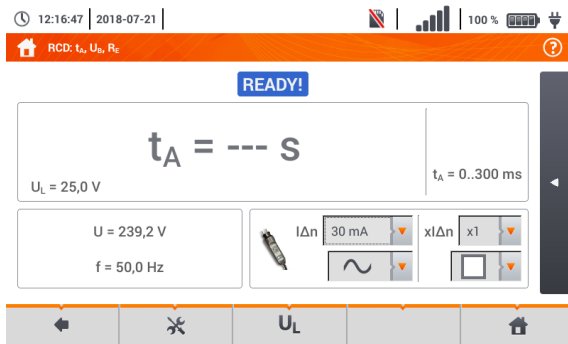 12:16:47 2018-07-21 100 %
RCD: tA, UB, RE ?
READY!
tA = --- s
tA = 0..300 ms
UL = 25,0 V
U = 239,2 V
f = 50,0 Hz
IΔn 30 mA xIΔn x1
UL